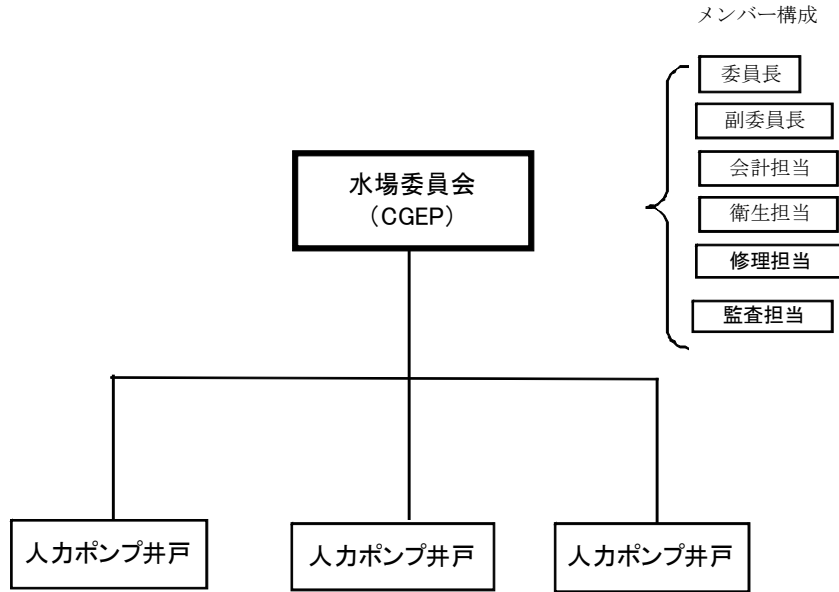 メンバー構成
委員長
副委員長
会計担当
衛生担当
修理担当
監査担当
水場委員会
（CGEP）
人力ポンプ井戸
人力ポンプ井戸
人力ポンプ井戸